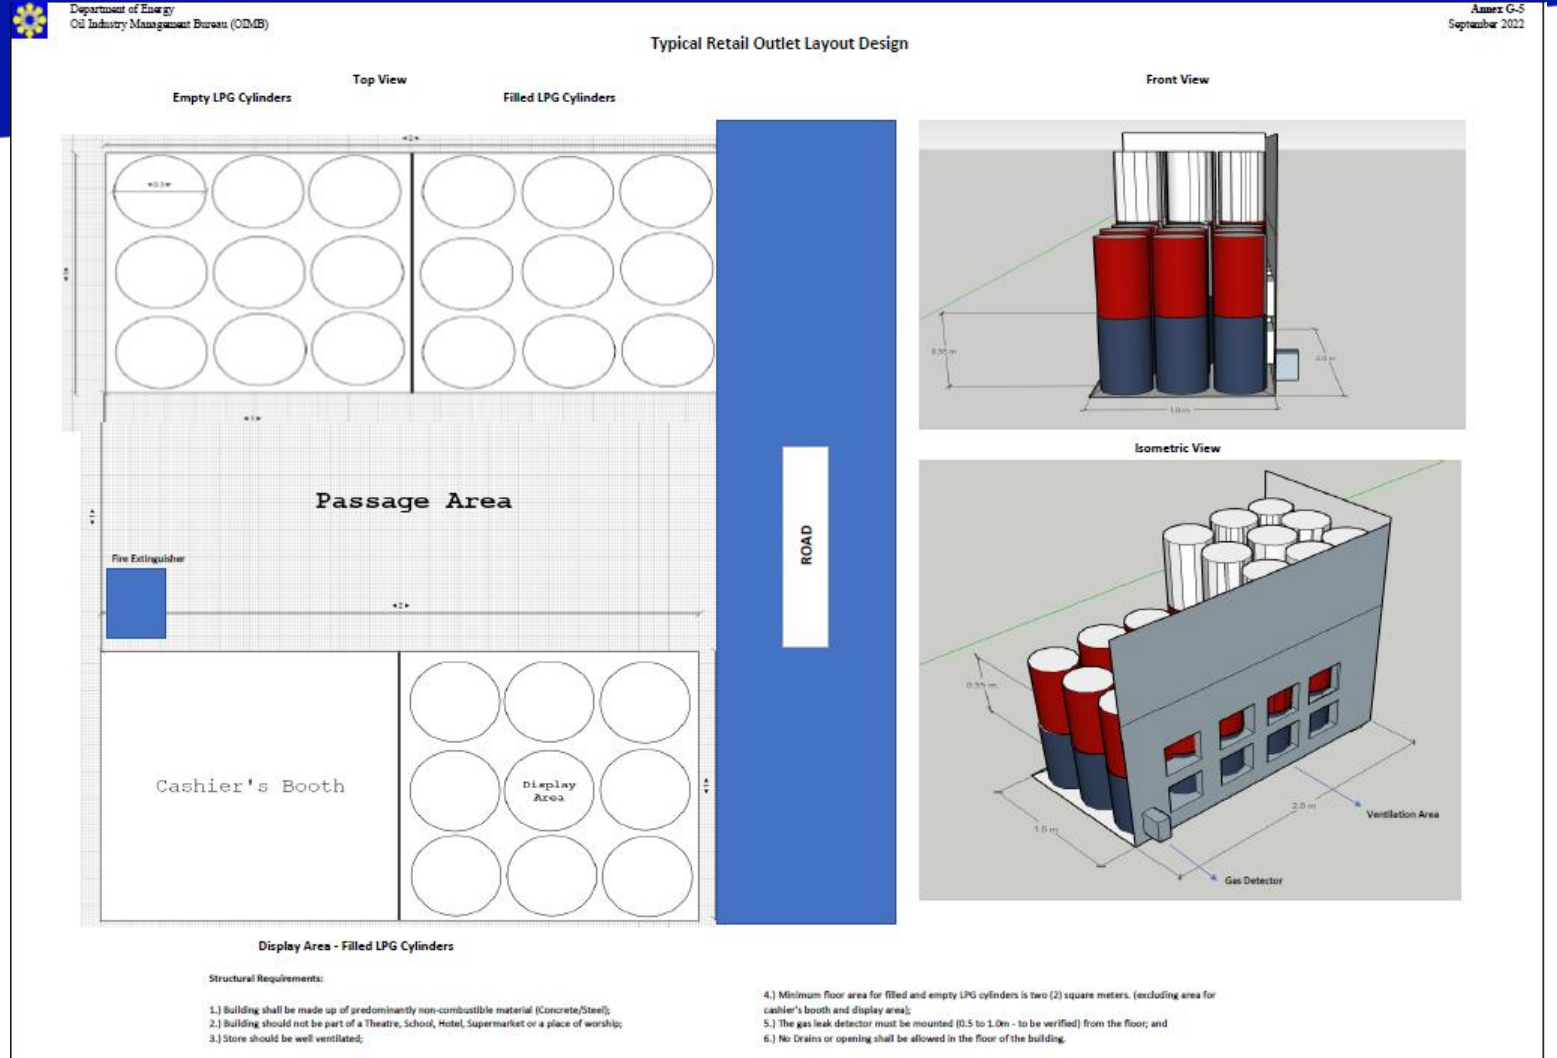 Department of Energy
Oil Industry Management Bureau (OIMB)
Annex G-5
September 2022
Typical Retail Outlet Layout Design
Top View
Empty LPG Cylinders
Filled LPG Cylinders
Front View
0.55 m
2.0 m
1.0 m
Isometric View
Passage Area
Fire Extinguisher
ROAD
2
Cashier's Booth
Display
Area
0.55 m
1.0 m
2.0 m
Ventilation Area
Gas Detector
Display Area - Filled LPG Cylinders
Structural Requirements:
1.) Building shall be made up of predominantly non-combustible material (Concrete/Steel);
2.) Building should not be part of a Theatre, School, Hotel, Supermarket or a place of worship;
3.) Store should be well ventilated;
4.) Minimum floor area for filled and empty LPG cylinders is two (2) square meters. (excluding area for
cashier's booth and display area);
5.) The gas leak detector must be mounted (0.5 to 1.0m - to be verified) from the floor; and
6.) No Drains or opening shall be allowed in the floor of the building.